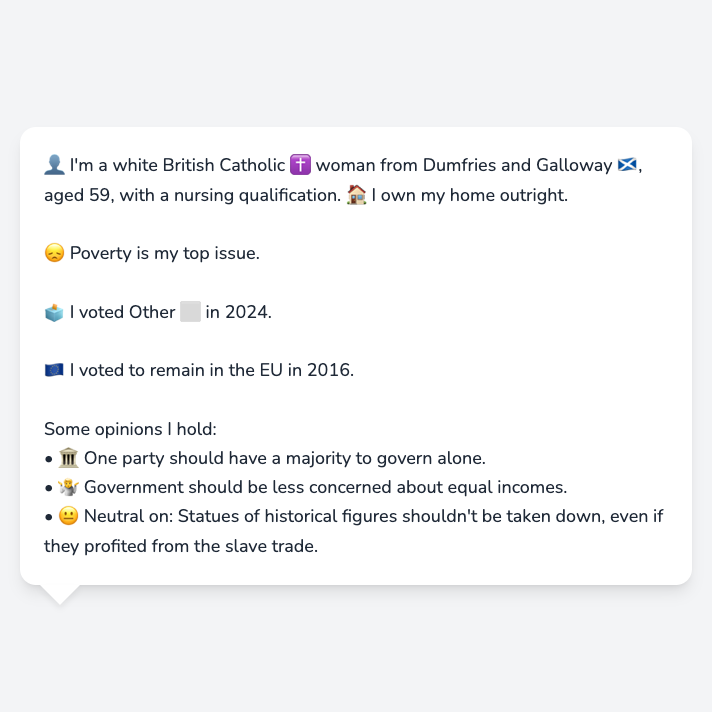 👤 I'm a white British Catholic ✝️ woman from Dumfries and Galloway 🏴󠁧󠁢󠁳󠁣󠁴󠁿,
aged 59, with a nursing qualification. 🏠 I own my home outright.
😞 Poverty is my top issue.
🗳️ I voted Other ⬜ in 2024.
🇪🇺 I voted to remain in the EU in 2016.
Some opinions I hold:
• 🏛️ One party should have a majority to govern alone.
• 🤷 Government should be less concerned about equal incomes.
• 😐 Neutral on: Statues of historical figures shouldn't be taken down, even if
they profited from the slave trade.